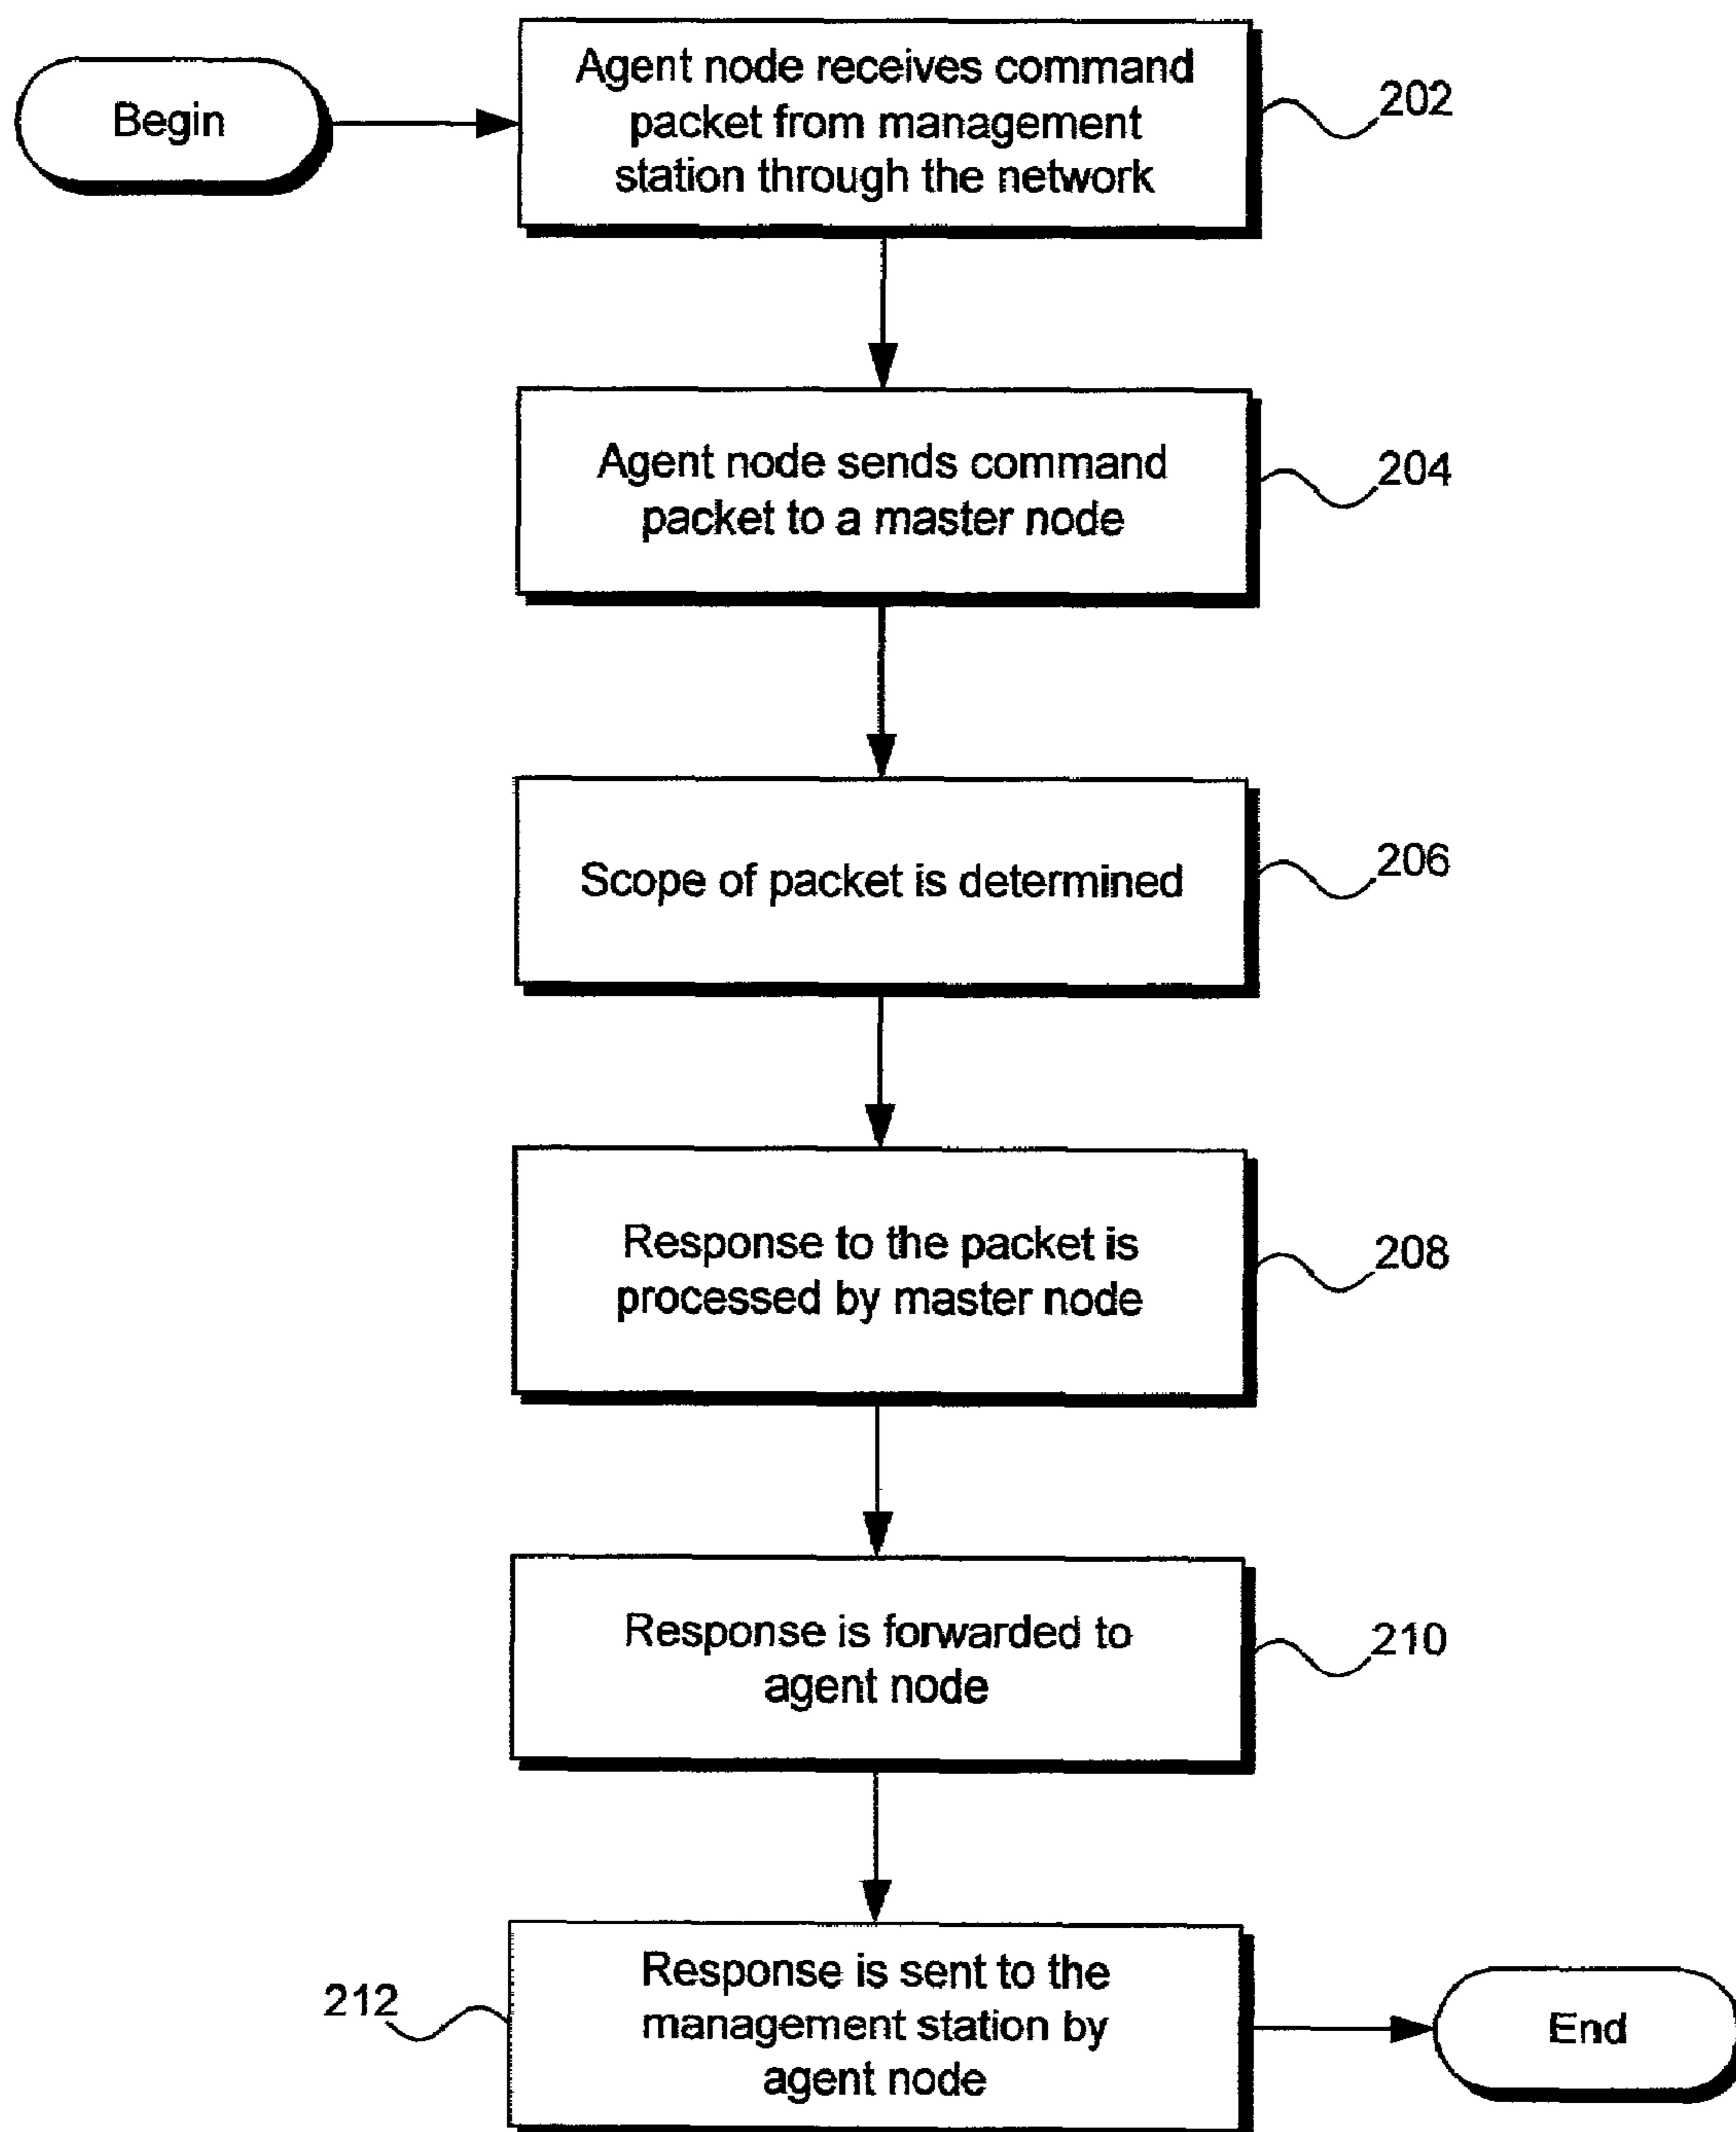 Begin
Agent node receives command
packet from management
station through the network
202
Agent node sends command
packet to a master node
204
Scope of packet is determined
206
Response to the packet is
processed by master node
208
Response is forwarded to
agent node
210
212
Response is sent to the
management station by
agent node
End